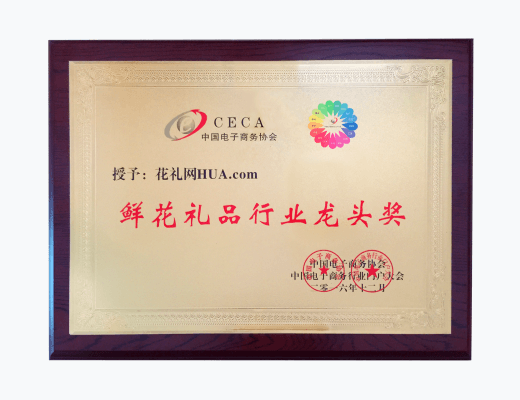 CECA
中国电子商务协会
授予：花礼网HUA.com
鲜花礼品行业龙头奖
中国电子商务协会
中国电子商务行业门户大会
二零一六年十二月